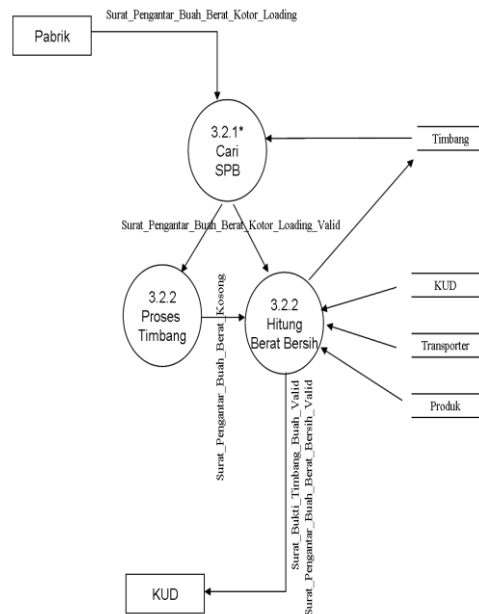 Surat_Pengantar_Buah_Berat_Kotor_Loading
Pabrik
3.2.1*
Cari
SPB
Timbang
Surat_Pengantar_Buah_Berat_Kotor_Loading_Valid
3.2.2
Proses
Timbang
Surat_Pengantar_Buah_Berat_Kosong
3.2.2
Hitung
Berat Bersih
KUD
Transporter
Produk
Surat_Bukti_Timbang_Buah_Valid
Surat_Pengantar_Buah_Berat_Bersih_Valid
KUD